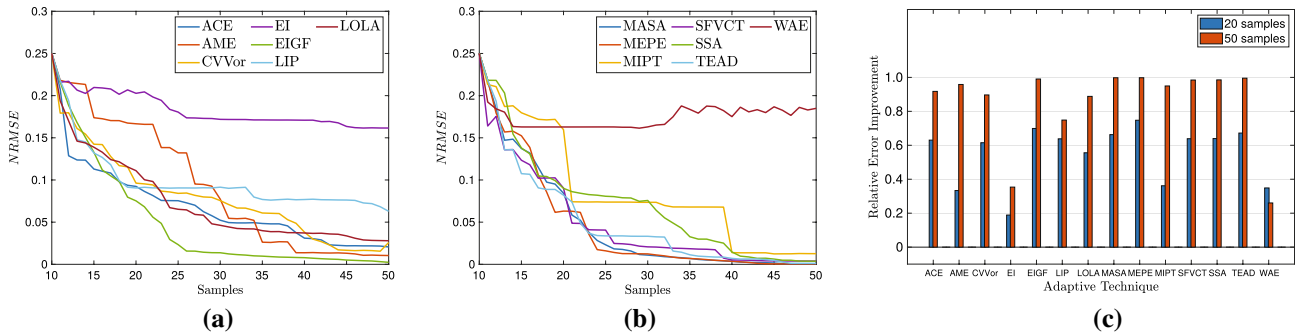 0.3
0.25
0.2
0.15
0.1
0.05
0
NRMSE
10 15 20 25 30 35 40 45 50
Samples
ACE EI LOLA
AME EIGF
CVVor LIP
(a)
0.3
0.25
0.2
0.15
0.1
0.05
0
NRMSE
10 15 20 25 30 35 40 45 50
Samples
MASA SFVCT WAE
MEPE SSA
MIPT TEAD
(b)
20 samples
50 samples
1.0
0.8
0.6
0.4
0.2
0
Relative Error Improvement
ACE AME CVVor EI EIGF LIP LOLA MASA MEPE MIPT SFVCT SSA TEAD WAE
Adaptive Technique
(c)